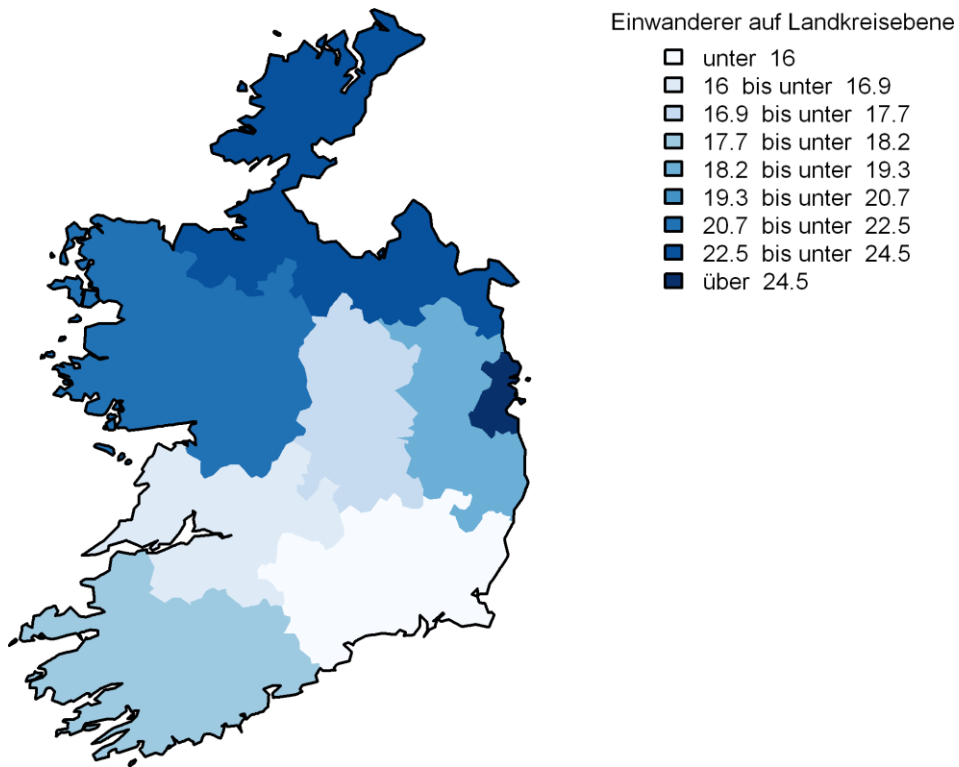 Einwanderer auf Landkreisebene
unter 16
16 bis unter 16.9
16.9 bis unter 17.7
17.7 bis unter 18.2
18.2 bis unter 19.3
19.3 bis unter 20.7
20.7 bis unter 22.5
22.5 bis unter 24.5
über 24.5